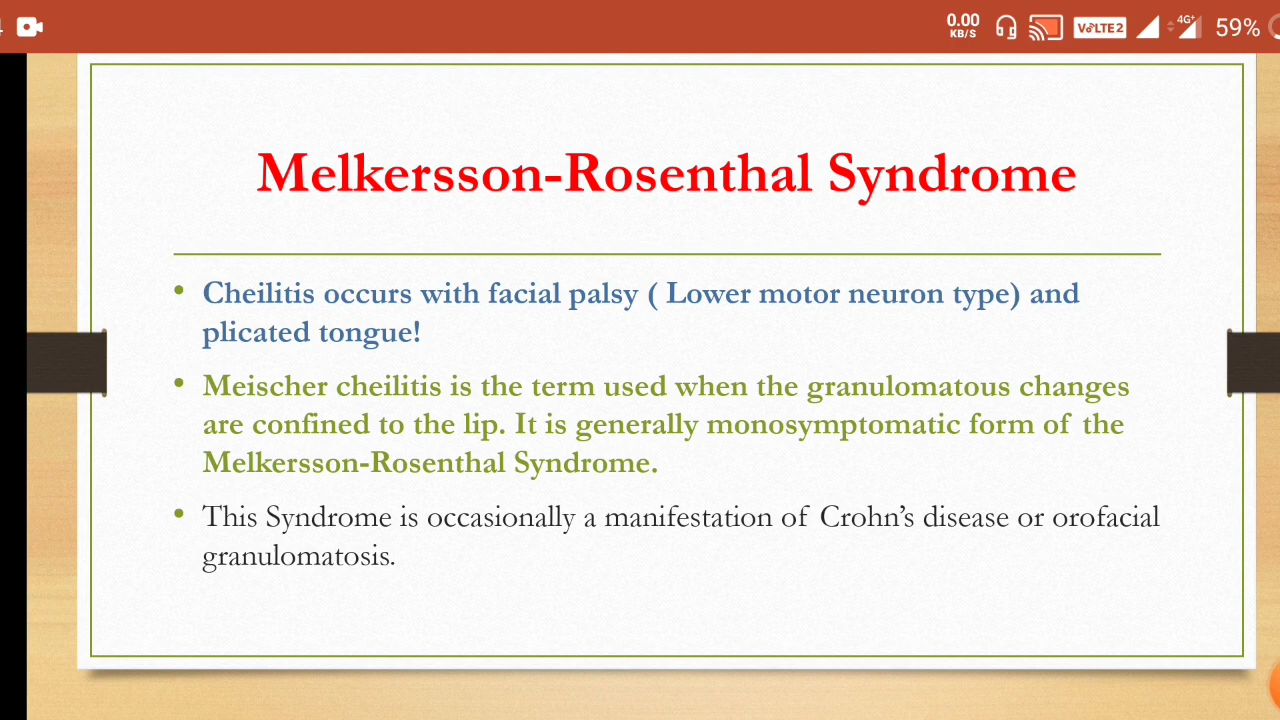 0.00
KB/S
VoLTE2
4G+
59%
Melkersson-Rosenthal Syndrome
• Cheilitis occurs with facial palsy ( Lower motor neuron type) and
plicated tongue!
• Meischer cheilitis is the term used when the granulomatous changes
are confined to the lip. It is generally monosymptomatic form of the
Melkersson-Rosenthal Syndrome.
• This Syndrome is occasionally a manifestation of Crohn’s disease or orofacial
granulomatosis.